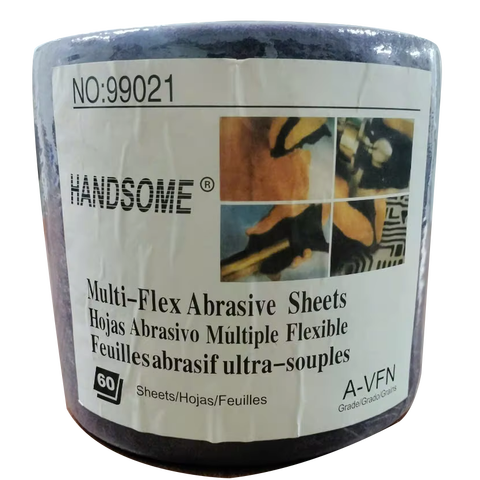 NO:99021
HANDSOME ®
Multi-Flex Abrasive Sheets
Hojas Abrasivo Múltiple Flexible
Feuilles abrasif ultra-souples
60
Sheets/Hojas/Feuilles
A-VFN
Grade/Grado/Grains